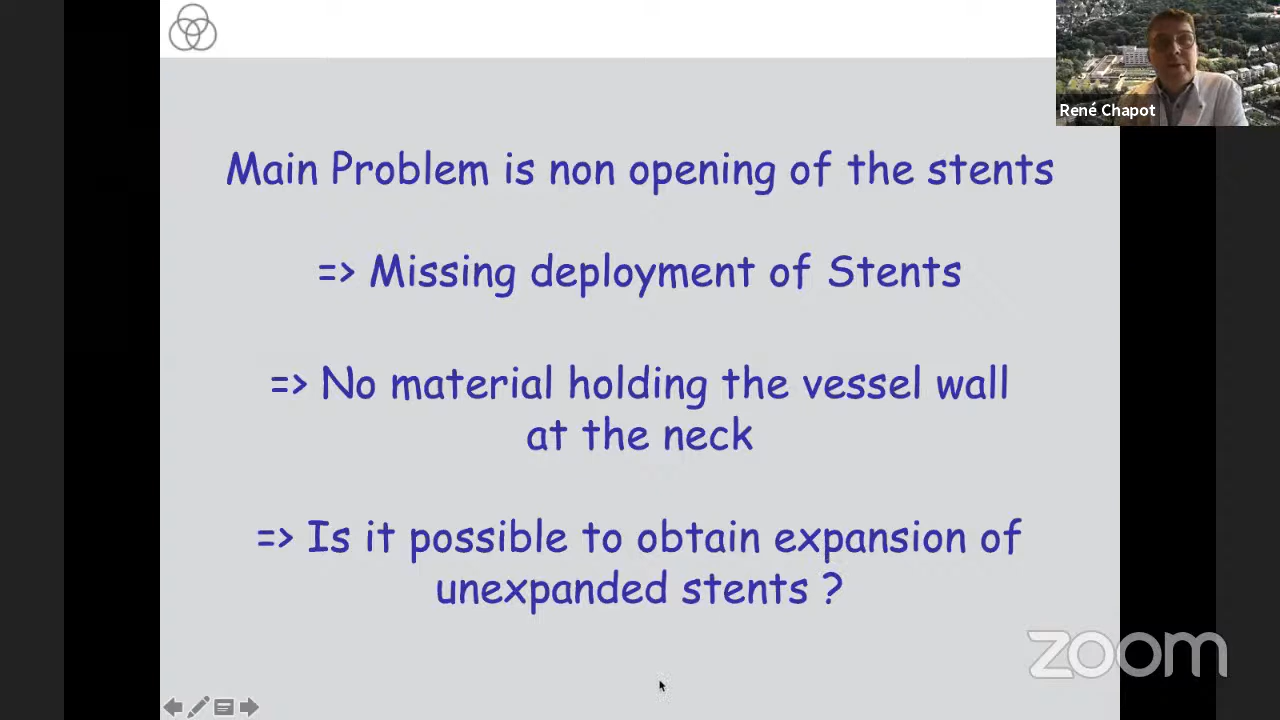 René Chapot
Main Problem is non opening of the stents
=> Missing deployment of Stents
=> No material holding the vessel wall
at the neck
=> Is it possible to obtain expansion of
unexpanded stents ?
zoom